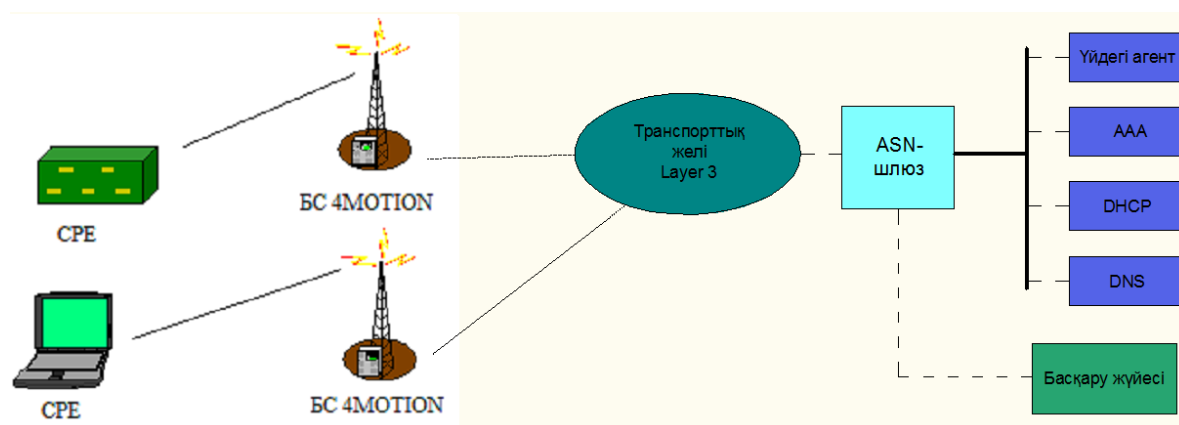 CPE
БС 4MOTION
CPE
БС 4MOTION
Транспорттық
желі
Layer 3
ASN-
шлюз
Үйдегі агент
AAA
DHCP
DNS
Басқару жүйесі